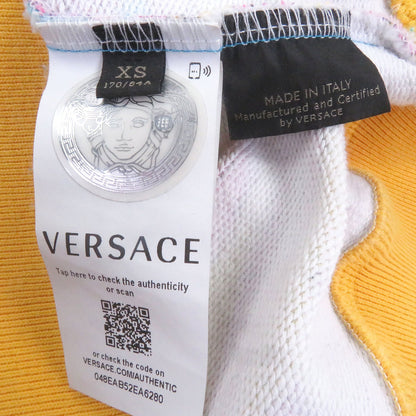 XS
170/84A
VERSACE
Tap here to check the authenticity
or scan
or check the code on
VERSACE.COM/AUTHENTIC
048EAB52EA6280
MADE IN ITALY
Manufactured and Certified
by VERSACE